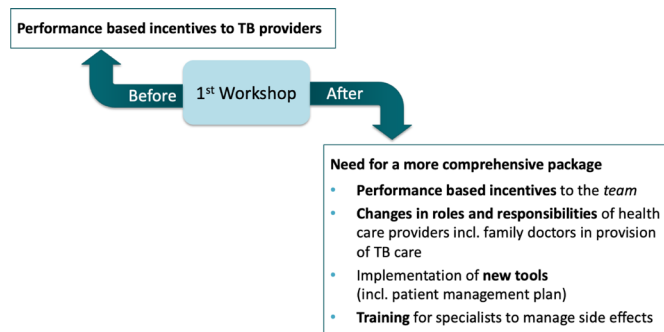 Performance based incentives to TB providers
Before
1st Workshop
After
Need for a more comprehensive package
• Performance based incentives to the team
• Changes in roles and responsibilities of health
care providers incl. family doctors in provision
of TB care
• Implementation of new tools
(incl. patient management plan)
• Training for specialists to manage side effects